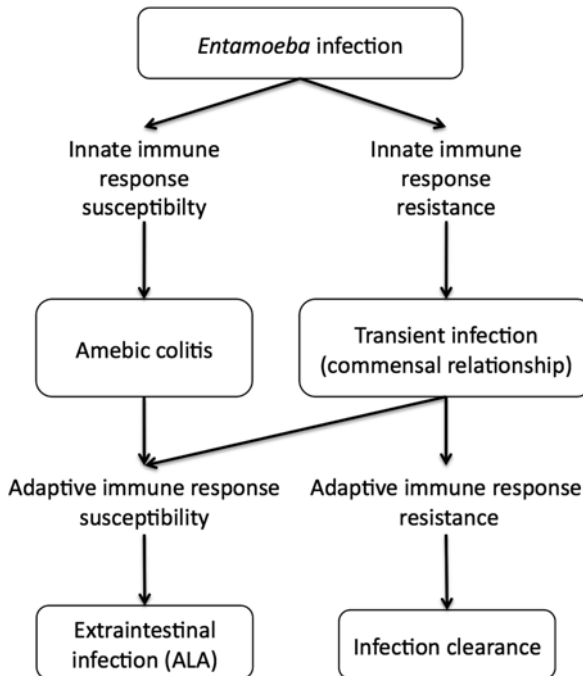 Entamoeba infection
Innate immune
response
susceptibilty
Innate immune
response
resistance
Amebic colitis
Transient infection
(commensal relationship)
Adaptive immune response
susceptibility
Adaptive immune response
resistance
Extraintestinal
infection (ALA)
Infection clearance